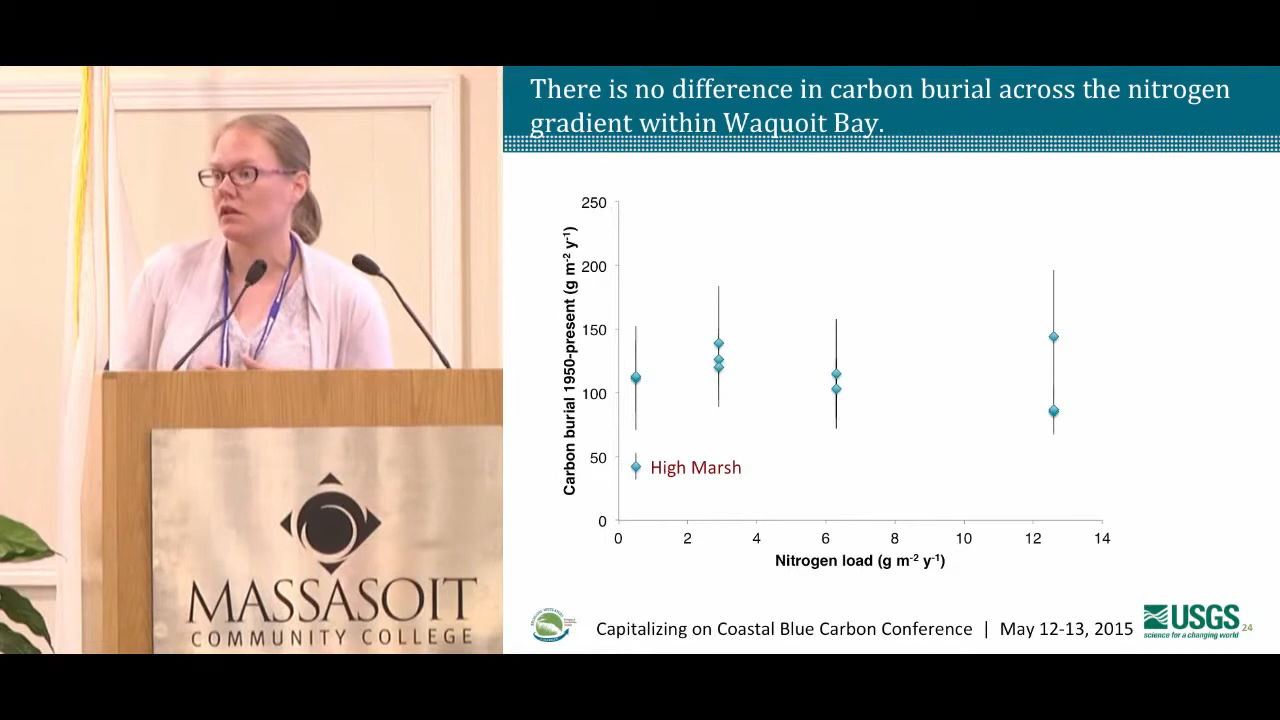 There is no difference in carbon burial across the nitrogen
gradient within Waquoit Bay.
Carbon burial 1950-present (g m⁻² y⁻¹)
250
200
150
100
50
0
High Marsh
0 2 4 6 8 10 12 14
Nitrogen load (g m⁻² y⁻¹)
Capitalizing on Coastal Blue Carbon Conference | May 12-13, 2015
USGS
science for a changing world
24
MASSASOIT
COMMUNITY COLLEGE